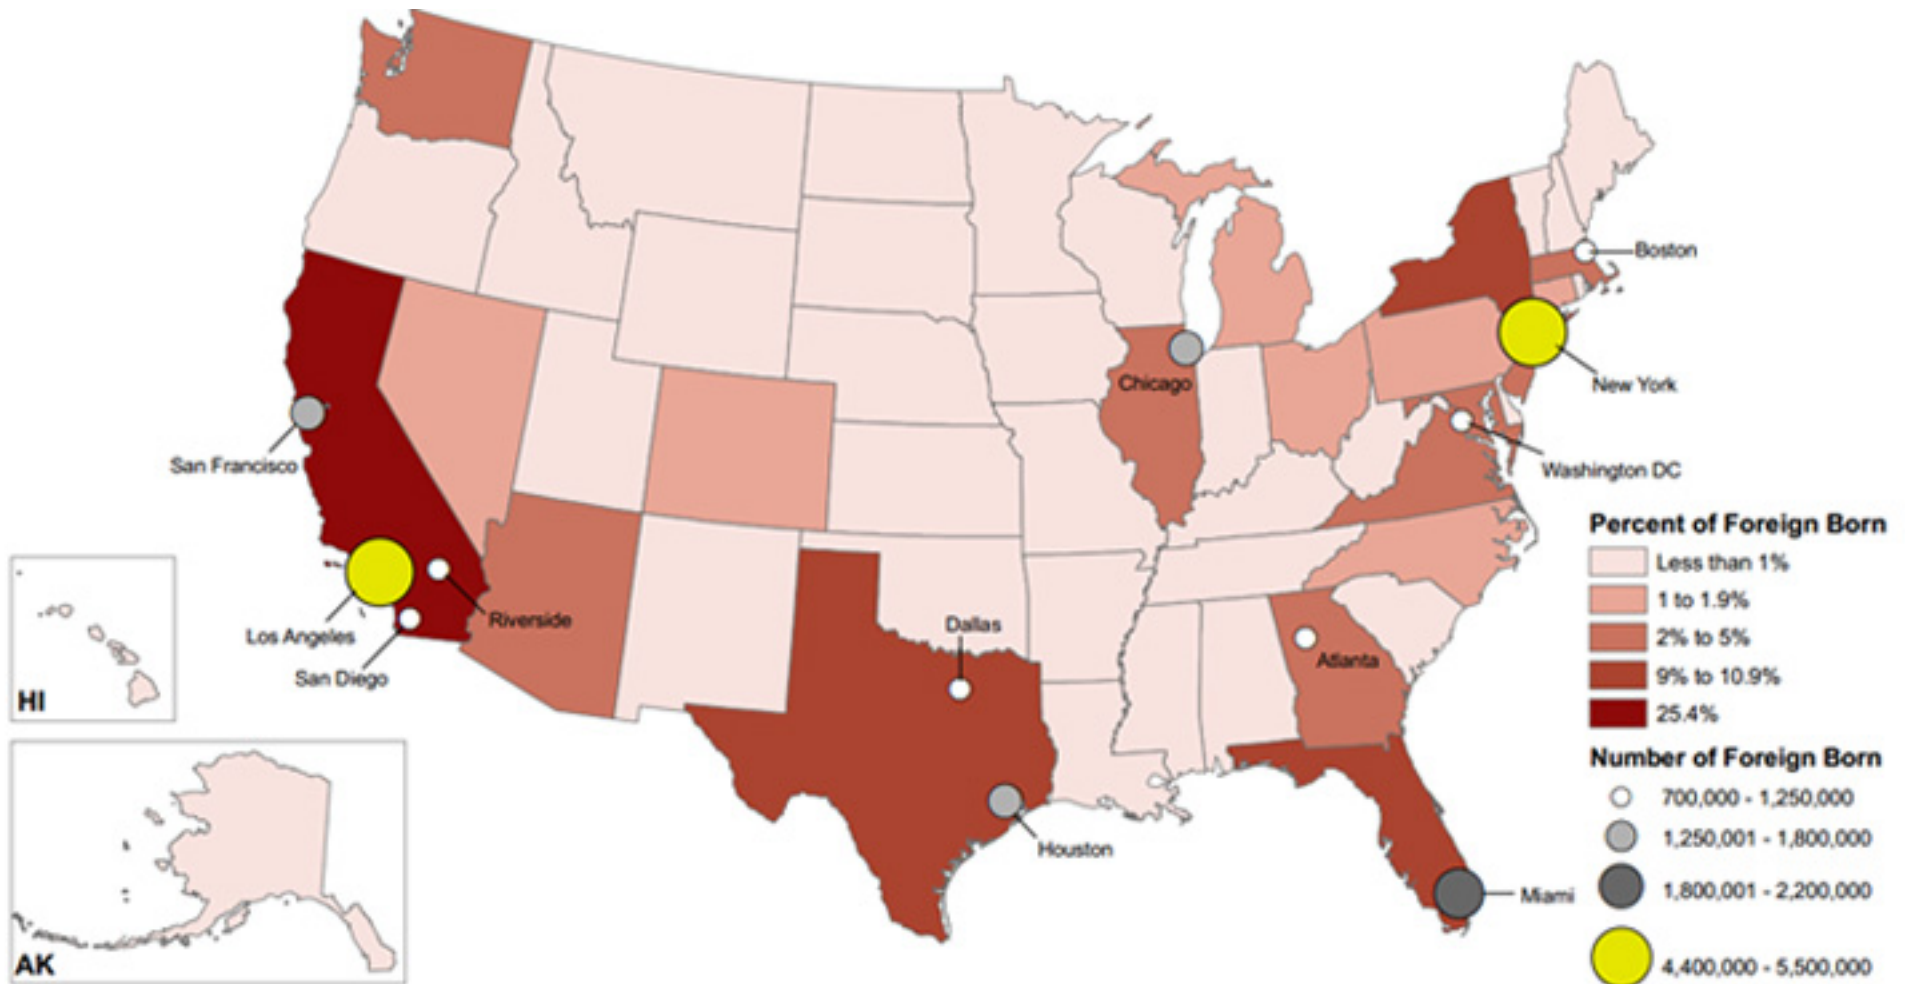 Boston
New York
Chicago
San Francisco
Washington DC
Percent of Foreign Born
Less than 1%
1 to 1.9%
2% to 5%
9% to 10.9%
25.4%
Riverside
Los Angeles
San Diego
Dallas
Atlanta
HI
Number of Foreign Born
700,000 - 1,250,000
1,250,001 - 1,800,000
1,800,001 - 2,200,000
4,400,000 - 5,500,000
Houston
Miami
AK